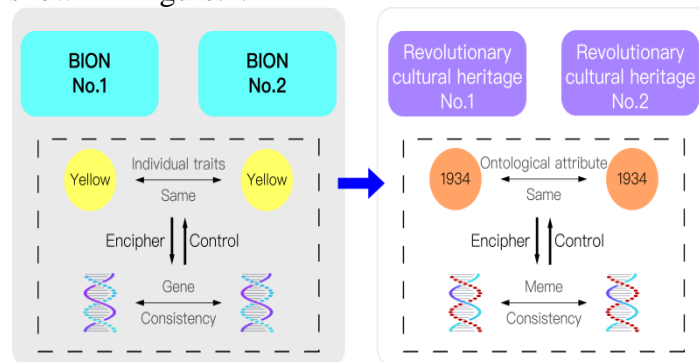 BION
No.1
BION
No.2
Individual traits
Yellow
Yellow
Same
Encipher
Control
Gene
Consistency
Revolutionary
cultural heritage
No.1
Revolutionary
cultural heritage
No.2
Ontological attribute
1934
1934
Same
Encipher
Control
Meme
Consistency